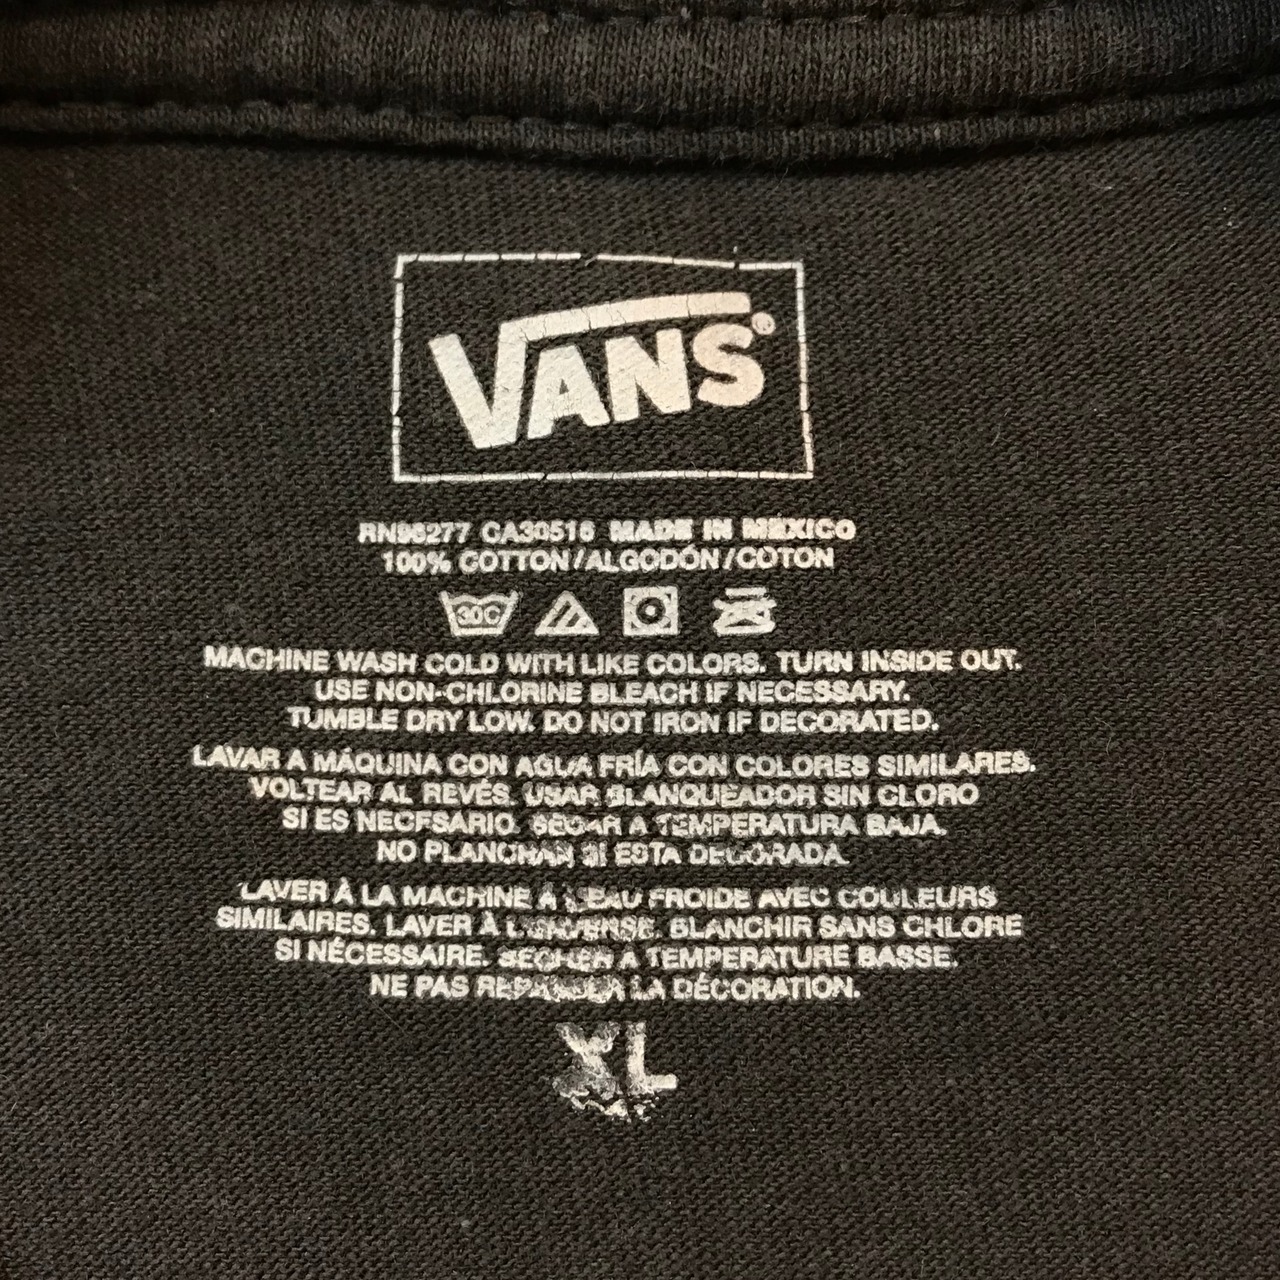 VANS®
RN96277 CA30516 MADE IN MEXICO
100% COTTON/ALGODÓN/COTON
30C
MACHINE WASH COLD WITH LIKE COLORS. TURN INSIDE OUT.
USE NON-CHLORINE BLEACH IF NECESSARY.
TUMBLE DRY LOW. DO NOT IRON IF DECORATED.
LAVAR A MÁQUINA CON AGUA FRÍA CON COLORES SIMILARES.
VOLTEAR AL REVÉS. USAR BLANQUEADOR SIN CLORO
SI ES NECESARIO. SECAR A TEMPERATURA BAJA.
NO PLANCHAR SI ESTA DECORADA.
LAVER À LA MACHINE À L'EAU FROIDE AVEC COULEURS
SIMILAIRES. LAVER À L'ENVERSE. BLANCHIR SANS CHLORE
SI NÉCESSAIRE. SECHER A TEMPERATURE BASSE.
NE PAS LA DÉCORATION.
XL